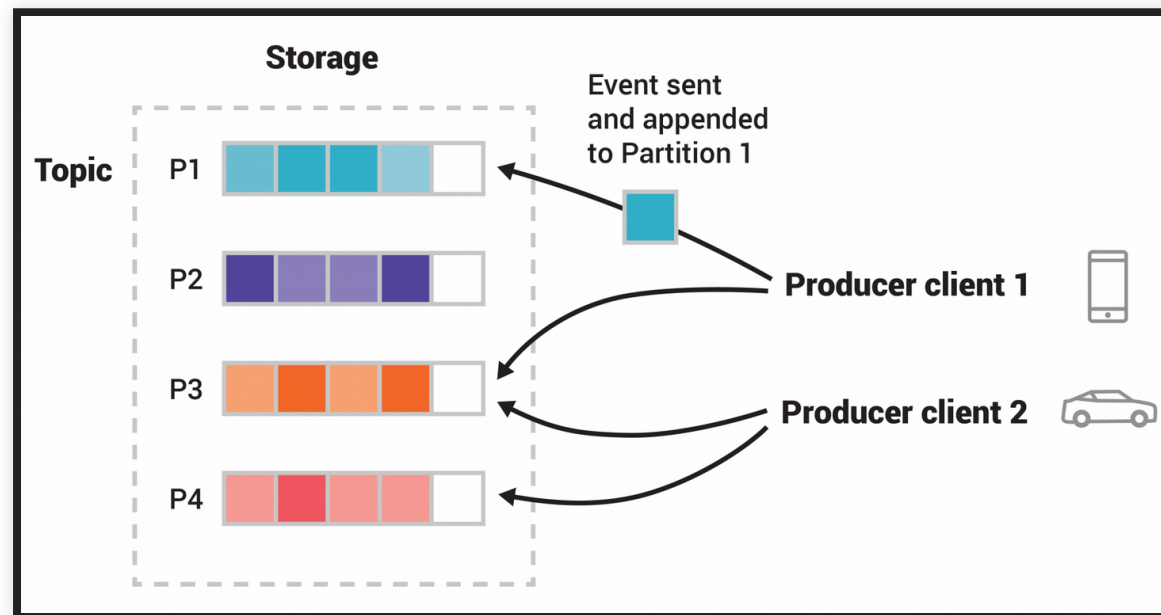 Storage
Event sent
and appended
to Partition 1
Topic
P1
P2
Producer client 1
P3
Producer client 2
P4